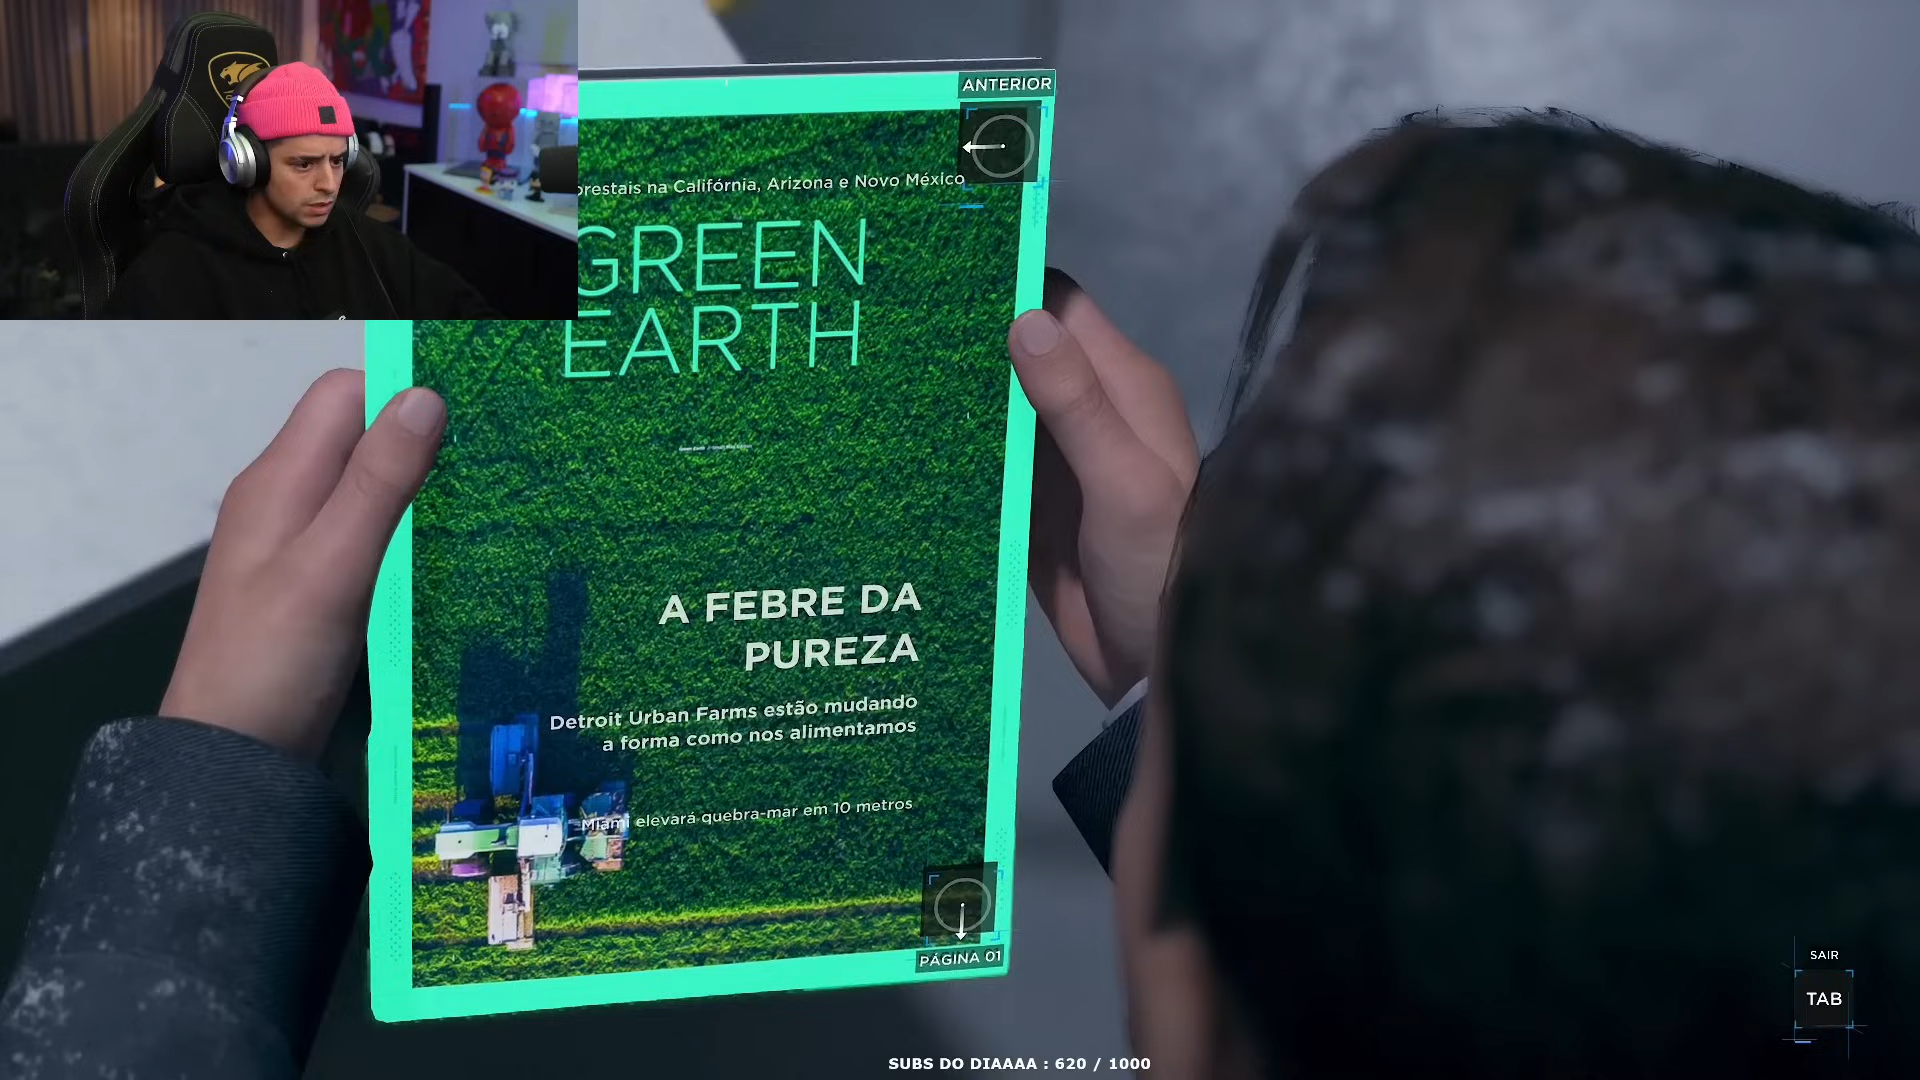 ANTERIOR
orestais na Califórnia, Arizona e Novo México
GREEN
EARTH
A FEBRE DA
PUREZA
Detroit Urban Farms estão mudando
a forma como nos alimentamos
Miami elevará quebra-mar em 10 metros
PÁGINA 01
SAIR
TAB
SUBS DO DIAAAA : 620 / 1000